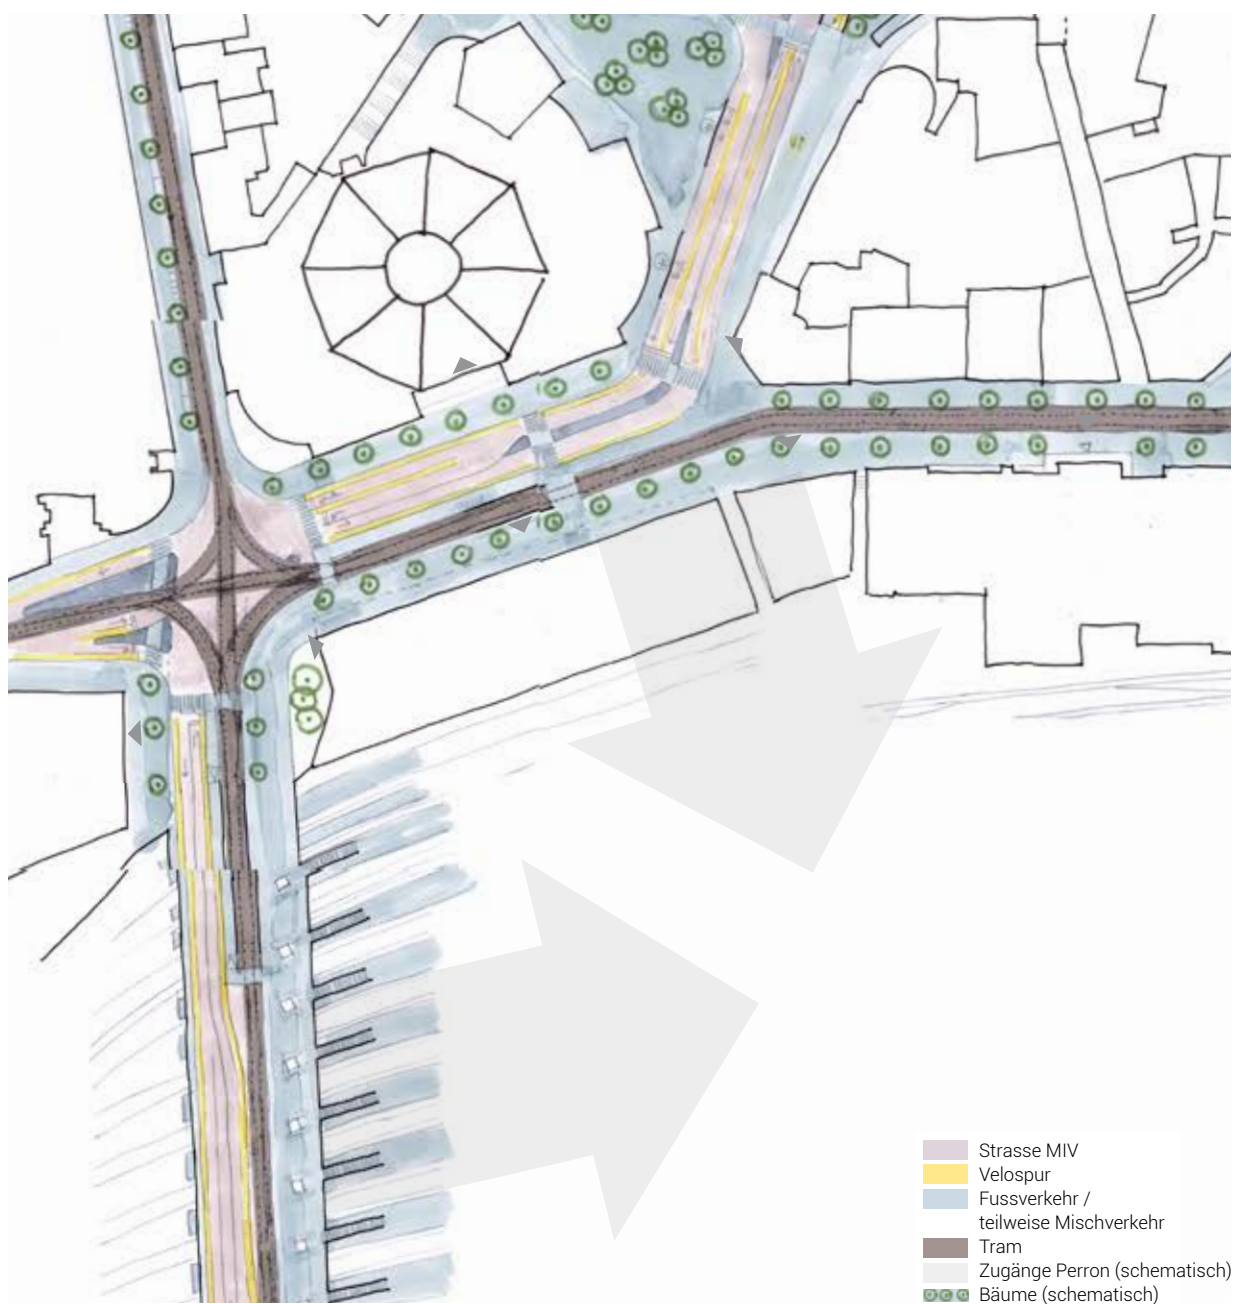 Strasse MIV
Velospur
Fussverkehr /
teilweise Mischverkehr
Tram
Zugänge Perron (schematisch)
Bäume (schematisch)